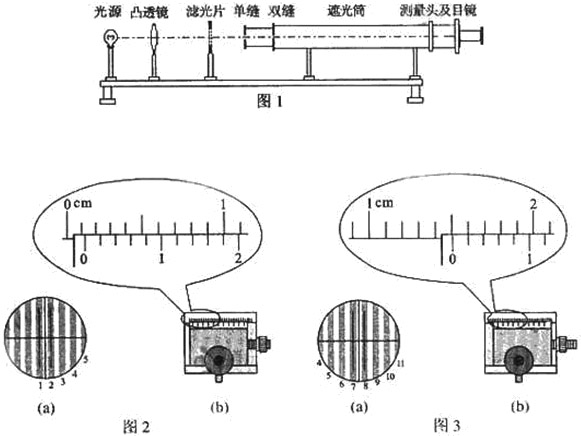 光源 凸透镜 滤光片 单缝 双缝 遮光筒 测量头及目镜
图1
0 cm 1
0 1 2
1 cm 2
0 1
1 2 3 4 5
4 5 6 7 8 9 10 11
(a) (b) (a) (b)
图2 图3